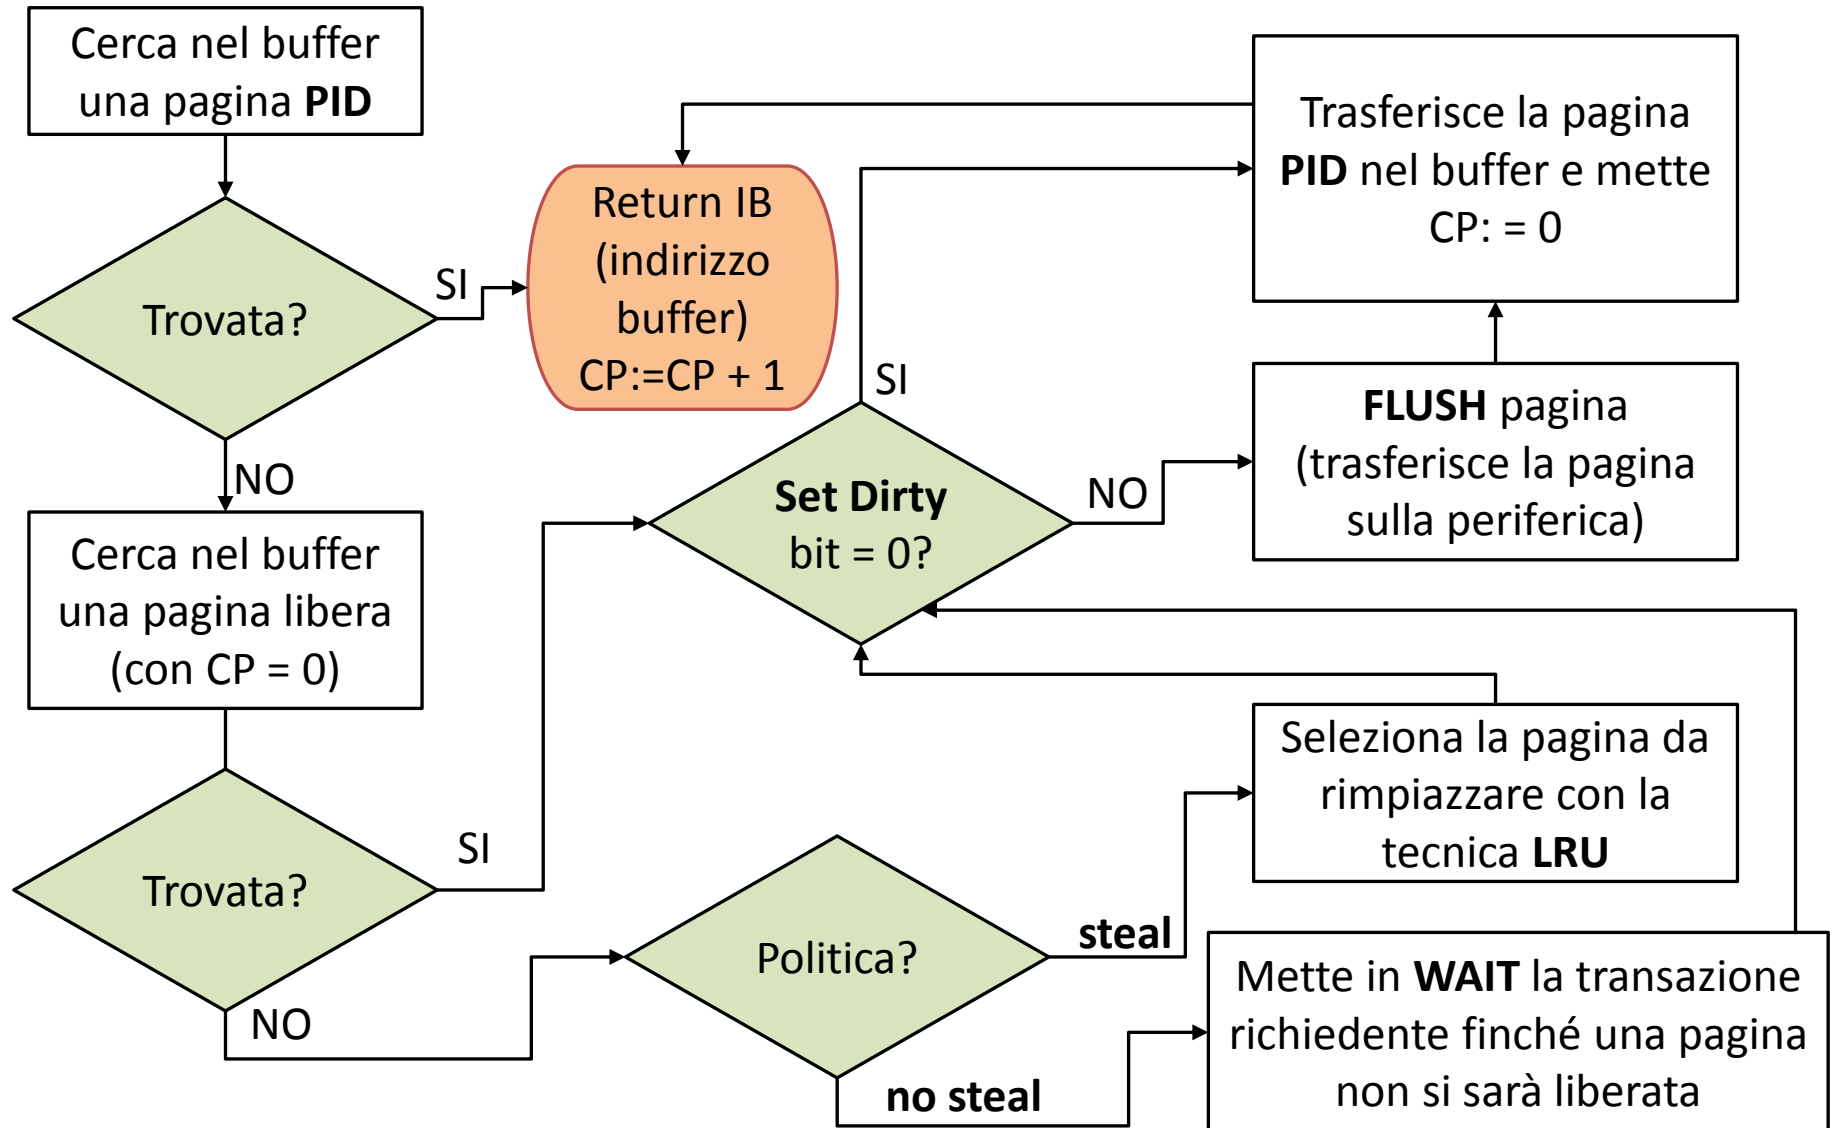 Cerca nel buffer
una pagina PID
Trovata?
SI
NO
Return IB
(indirizzo
buffer)
CP:=CP + 1
Trasferisce la pagina
PID nel buffer e mette
CP: = 0
Cerca nel buffer
una pagina libera
(con CP = 0)
Trovata?
SI
NO
Set Dirty
bit = 0?
SI
NO
FLUSH pagina
(trasferisce la pagina
sulla periferica)
Politica?
steal
no steal
Seleziona la pagina da
rimpiazzare con la
tecnica LRU
Mette in WAIT la transazione
richiedente finché una pagina
non si sarà liberata